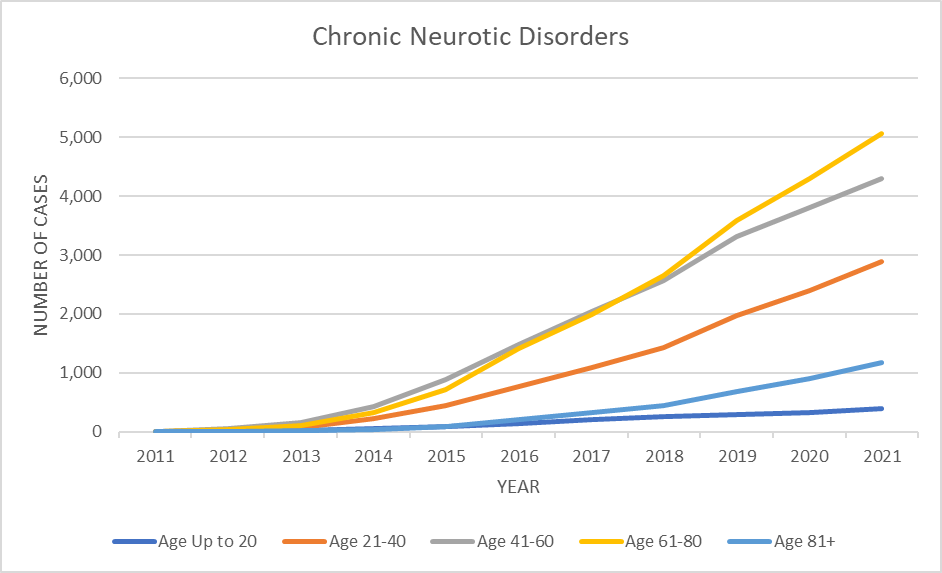 Chronic Neurotic Disorders
6,000
5,000
4,000
3,000
2,000
1,000
0
NUMBER OF CASES
2011 2012 2013 2014 2015 2016 2017 2018 2019 2020 2021
YEAR
Age Up to 20 Age 21-40 Age 41-60 Age 61-80 Age 81+